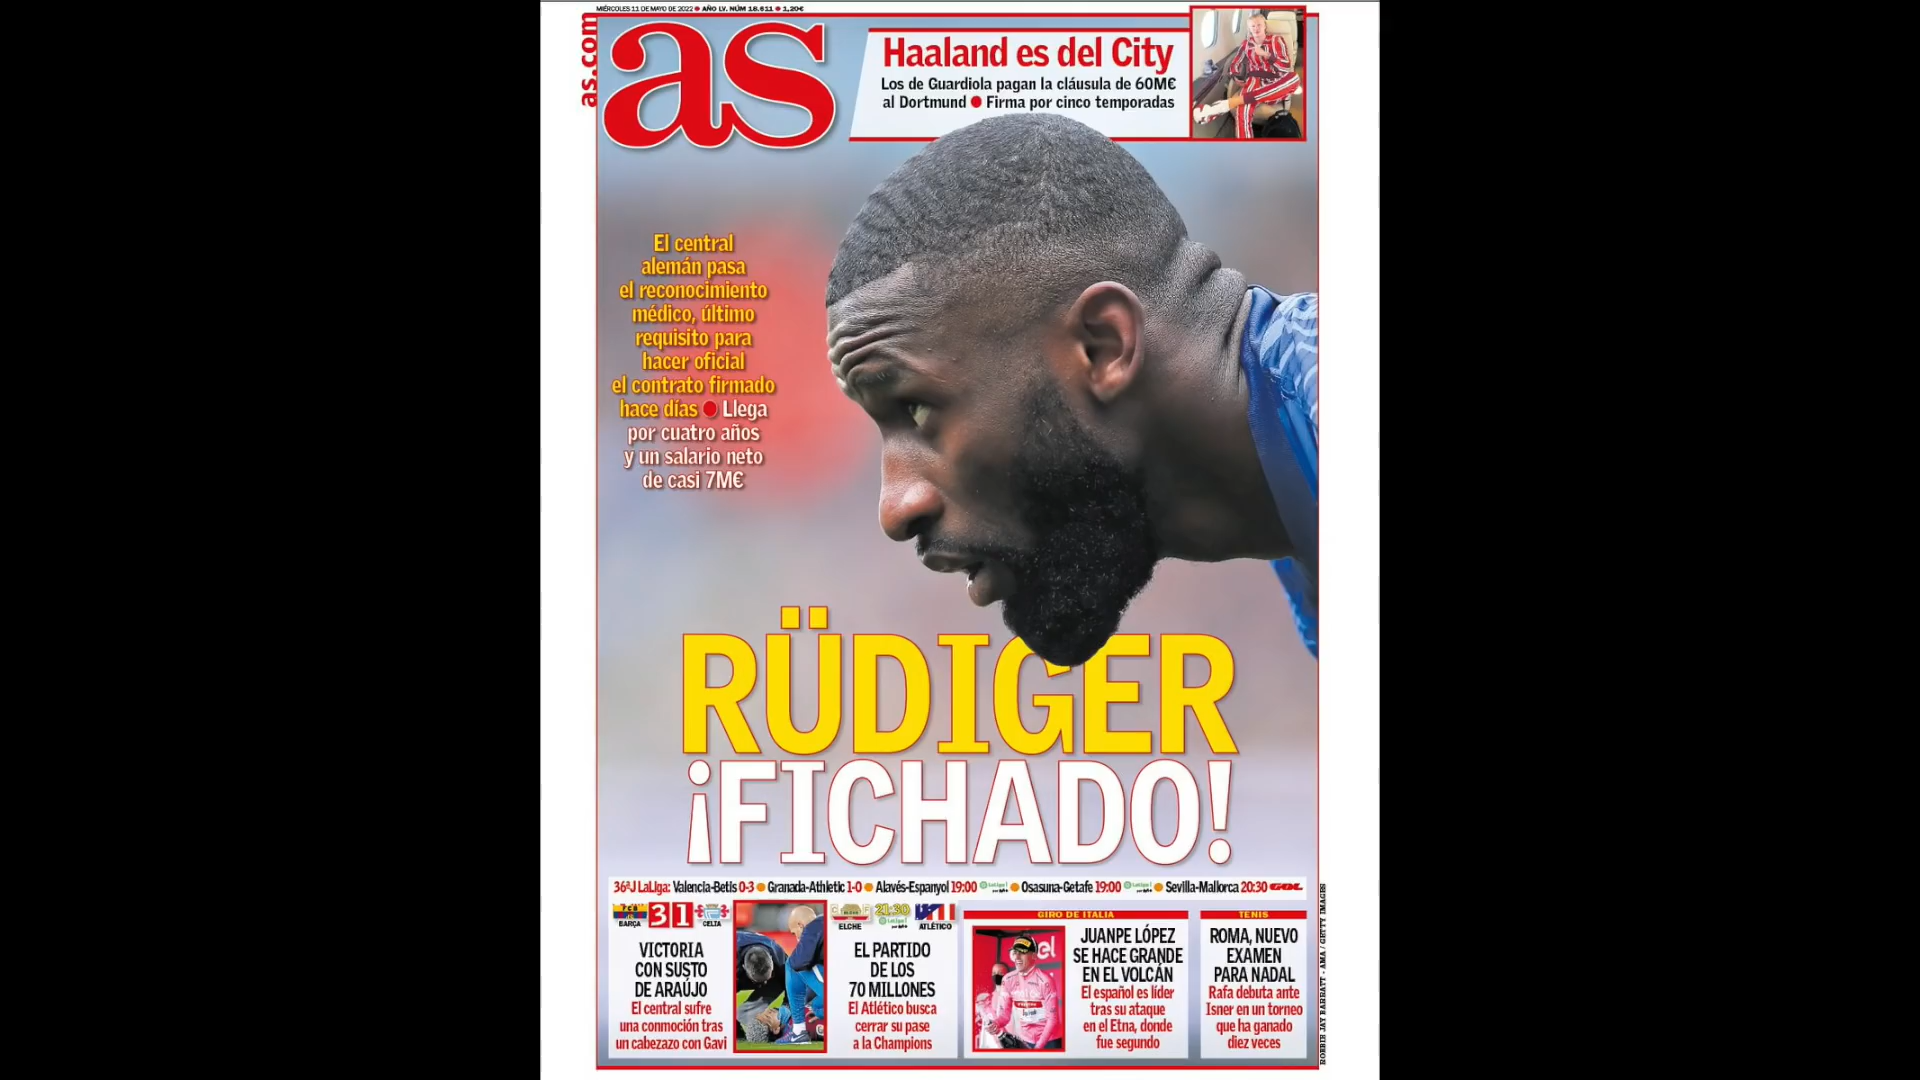 MIÉRCOLES 11 DE MAYO DE 2022 ● AÑO LV. NÚM 18.611 ● 1,20€
as.com
as
Haaland es del City
Los de Guardiola pagan la cláusula de 60M€
al Dortmund ● Firma por cinco temporadas
El central
alemán pasa
el reconocimiento
médico, último
requisito para
hacer oficial
el contrato firmado
hace días ● Llega
por cuatro años
y un salario neto
de casi 7M€
RÜDIGER
¡FICHADO!
36ªJ LaLiga: Valencia-Betis 0-3 ● Granada-Athletic 1-0 ● Alavés-Espanyol 19:00 ● Osasuna-Getafe 19:00 ● Sevilla-Mallorca 20:30 GOL
BARÇA 3 1 CELTA
VICTORIA
CON SUSTO
DE ARAÚJO
El central sufre
una conmoción tras
un cabezazo con Gavi
ELCHE 21:30 ATLÉTICO
EL PARTIDO
DE LOS
70 MILLONES
El Atlético busca
cerrar su pase
a la Champions
GIRO DE ITALIA
JUANPE LÓPEZ
SE HACE GRANDE
EN EL VOLCÁN
El español es líder
tras su ataque
en el Etna, donde
fue segundo
TENIS
ROMA, NUEVO
EXAMEN
PARA NADAL
Rafa debuta ante
Isner en un torneo
que ha ganado
diez veces
ROBBIE JAY BARRATT - AMA / GETTY IMAGES